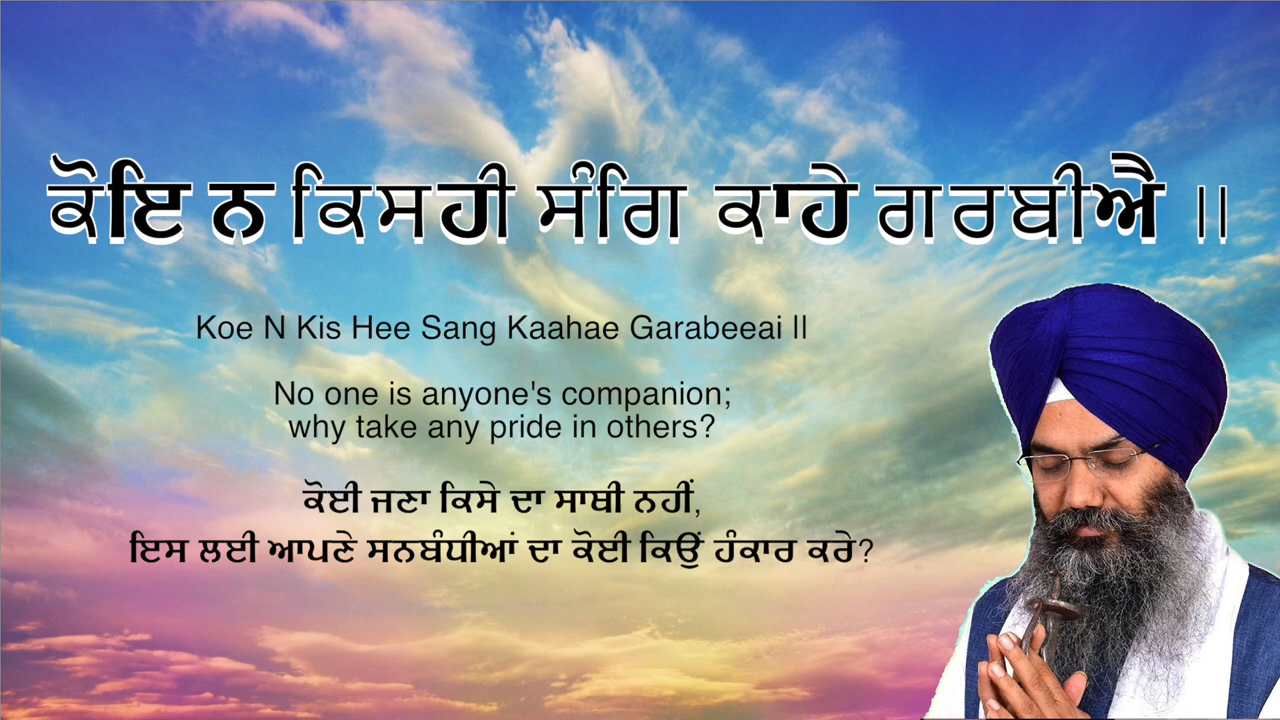 ਕੋਇ ਨ ਕਿਸਹੀ ਸੰਗਿ ਕਾਹੇ ਗਰਬੀਐ ॥
Koe N Kis Hee Sang Kaahae Garabeeai ll
No one is anyone's companion;
why take any pride in others?
ਕੋਈ ਜਣਾ ਕਿਸੇ ਦਾ ਸਾਥੀ ਨਹੀਂ,
ਇਸ ਲਈ ਆਪਣੇ ਸਨਬੰਧੀਆਂ ਦਾ ਕੋਈ ਕਿਉਂ ਹੰਕਾਰ ਕਰੇ?